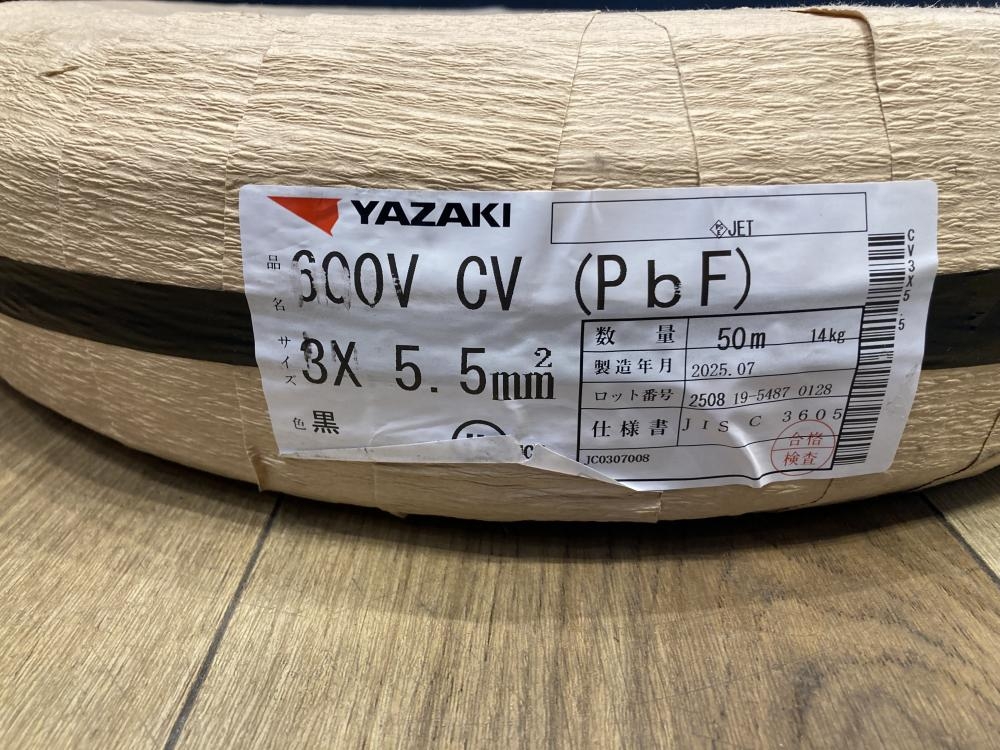 YAZAKI
JET
品名 600V CV (PbF)
サイズ 3X 5.5mm²
色 黒
数量 50m 14kg
製造年月 2025.07
ロット番号 2508 19-5487 0128
仕様書 JIS C 3605
JC0307008
合格
検査
CV3X5.5